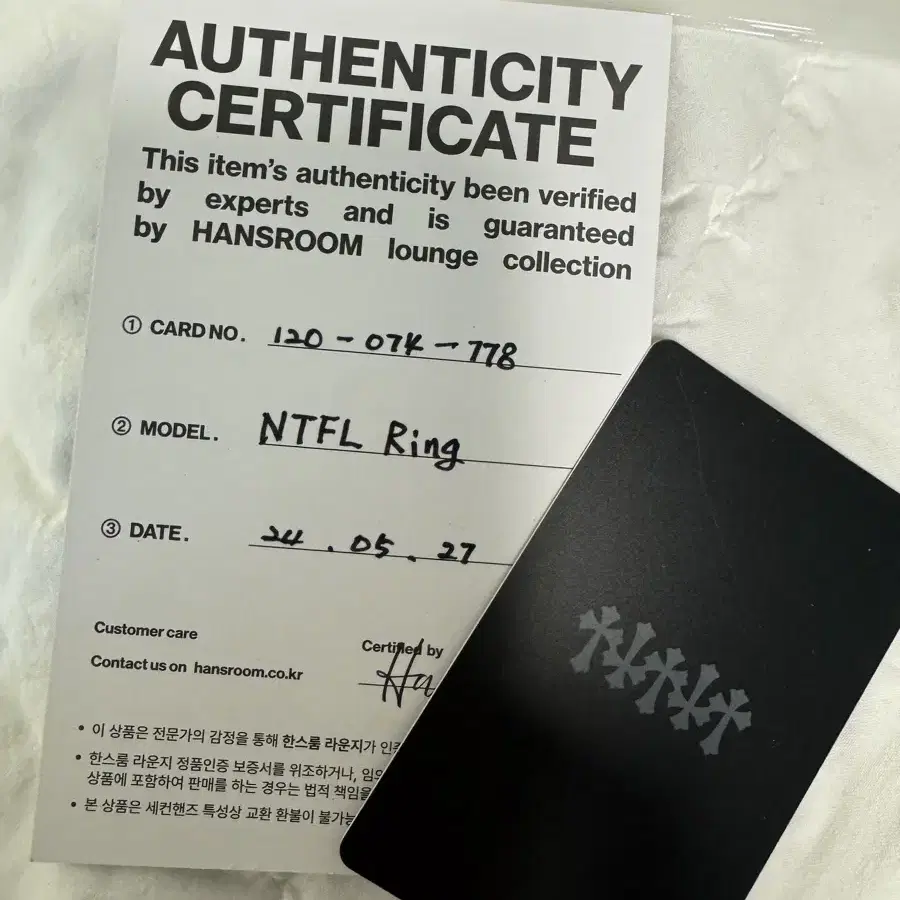 AUTHENTICITY
CERTIFICATE
This item's authenticity been verified
by experts and is guaranteed
by HANSROOM lounge collection
① CARD NO. 120-074-778
② MODEL. NTFL Ring
③ DATE. 24.05.27
Customer care
Certified by
Contact us on hansroom.co.kr
• 이 상품은 전문가의 감정을 통해 한스룸 라운지가
• 한스룸 라운지 정품인증 보증서를 위조하거나,
상품에 포함하여 판매를 하는 경우는 법적 책임을
• 본 상품은 세컨핸즈 특성상 교환 환불이